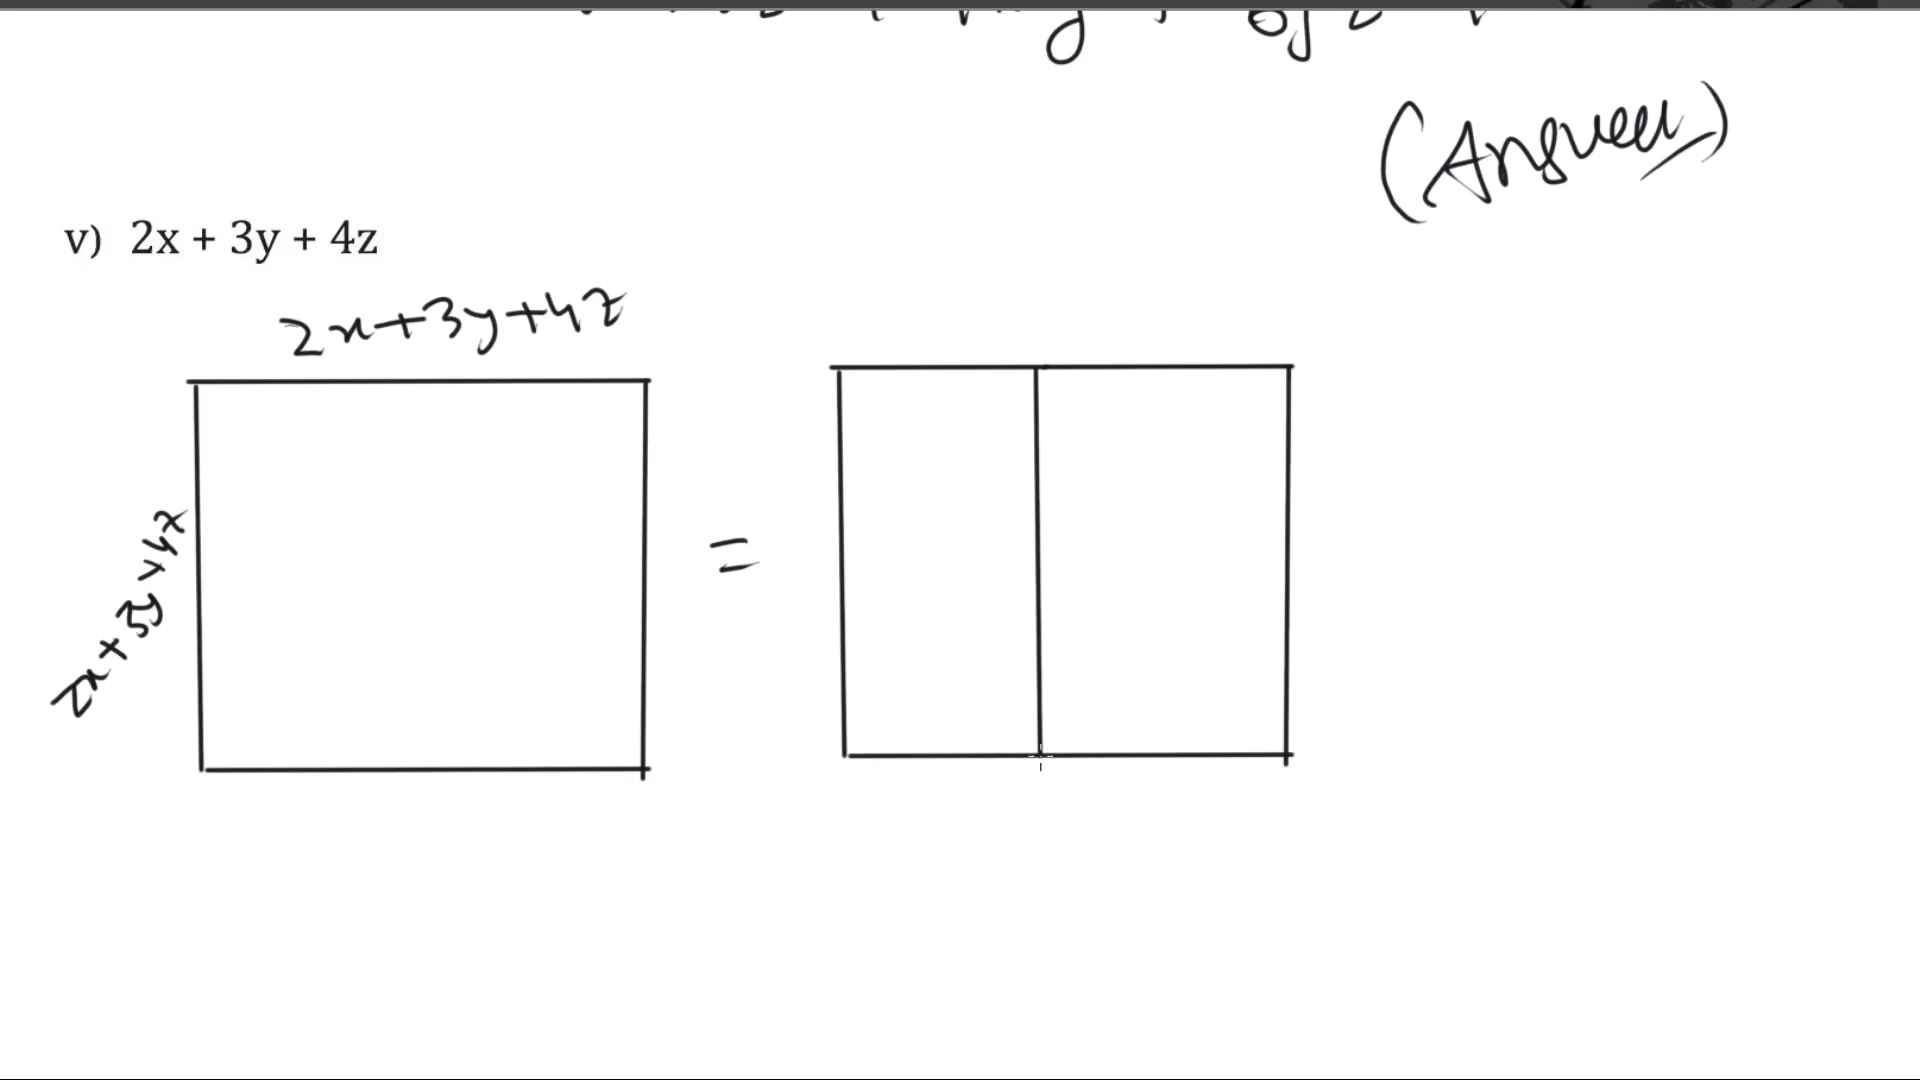 (Answer)
v) 2x + 3y + 4z
2x+3y+4z
=
2x+3y+4z